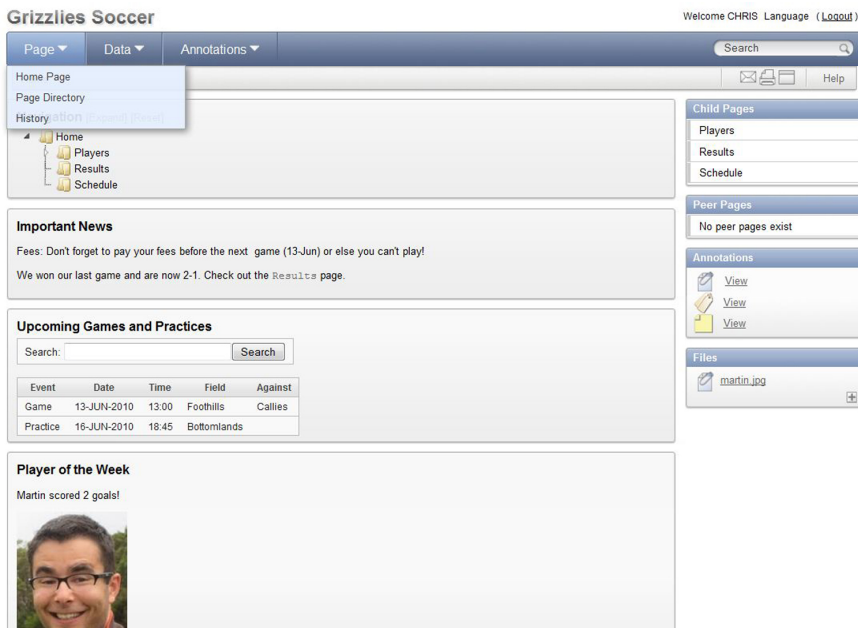 Grizzlies Soccer
Welcome CHRIS Language (Logout)
Page Data Annotations
Search
Home Page
Page Directory
History
Help
Home
Players
Results
Schedule
Important News
Fees: Don't forget to pay your fees before the next game (13-Jun) or else you can't play!
We won our last game and are now 2-1. Check out the Results page.
Upcoming Games and Practices
Search: Search
Event Date Time Field Against
Game 13-JUN-2010 13:00 Foothills Callies
Practice 16-JUN-2010 18:45 Bottomlands
Player of the Week
Martin scored 2 goals!
Child Pages
Players
Results
Schedule
Peer Pages
No peer pages exist
Annotations
View
View
View
Files
martin.jpg